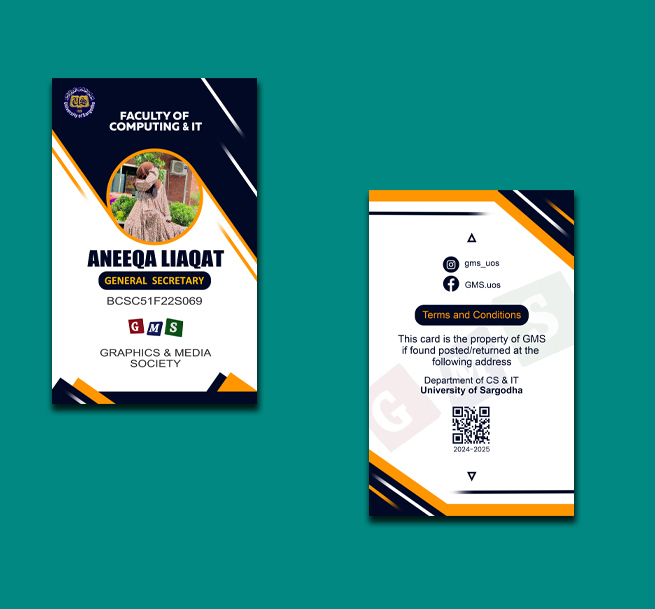 University of Sargodha
FACULTY OF
COMPUTING & IT
ANEEQA LIAQAT
GENERAL SECRETARY
BCSC51F22S069
G M S
GRAPHICS & MEDIA
SOCIETY
gms_uos
GMS.uos
Terms and Conditions
This card is the property of GMS
if found posted/returned at the
following address
Department of CS & IT
University of Sargodha
2024-2025
G M S